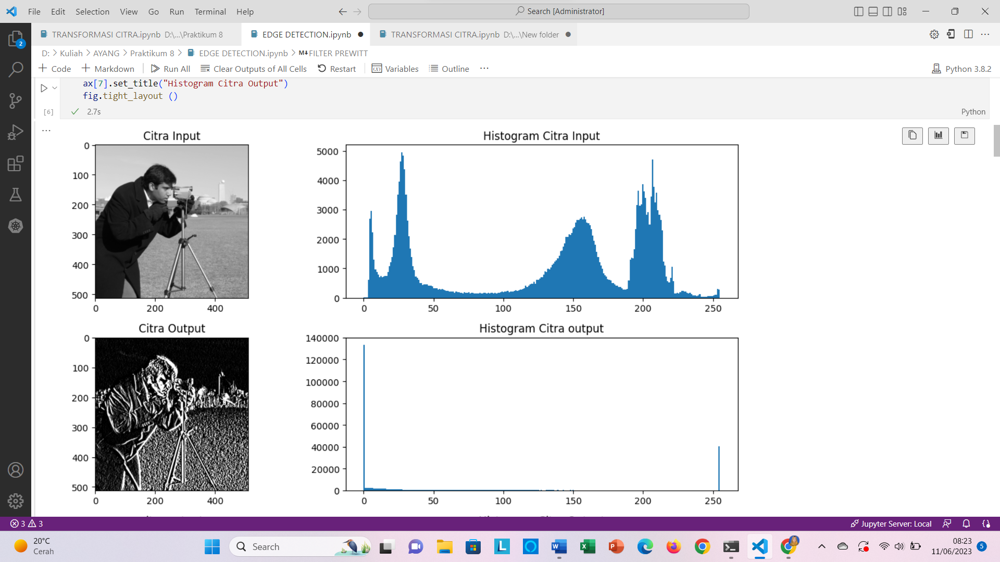 File Edit Selection View Go Run Terminal Help
Search [Administrator]
TRANSFORMASI CITRA.ipynb D:\...\Praktikum 8
EDGE DETECTION.ipynb
TRANSFORMASI CITRA.ipynb D:\...\New folder
D: > Kuliah > AYANG > Praktikum 8 > EDGE DETECTION.ipynb > M↓FILTER PREWITT
+ Code + Markdown Run All Clear Outputs of All Cells Restart Variables Outline ...
Python 3.8.2
ax[7].set_title("Histogram Citra Output")
fig.tight_layout ()
[6] 2.7s
Python
...
Citra Input
0
100
200
300
400
500
0 200 400
Histogram Citra Input
5000
4000
3000
2000
1000
0
0 50 100 150 200 250
Citra Output
0
100
200
300
400
500
0 200 400
Histogram Citra output
140000
120000
100000
80000
60000
40000
20000
0
0 50 100 150 200 250
2
3 3
Jupyter Server: Local
20°C
Cerah
Search
08:23
11/06/2023
5